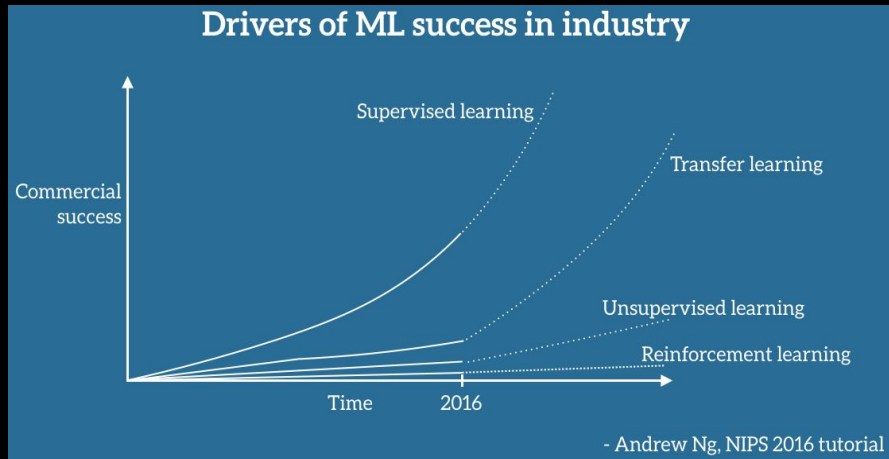 Drivers of ML success in industry
Supervised learning
Transfer learning
Commercial
success
Unsupervised learning
Reinforcement learning
Time
2016
- Andrew Ng, NIPS 2016 tutorial